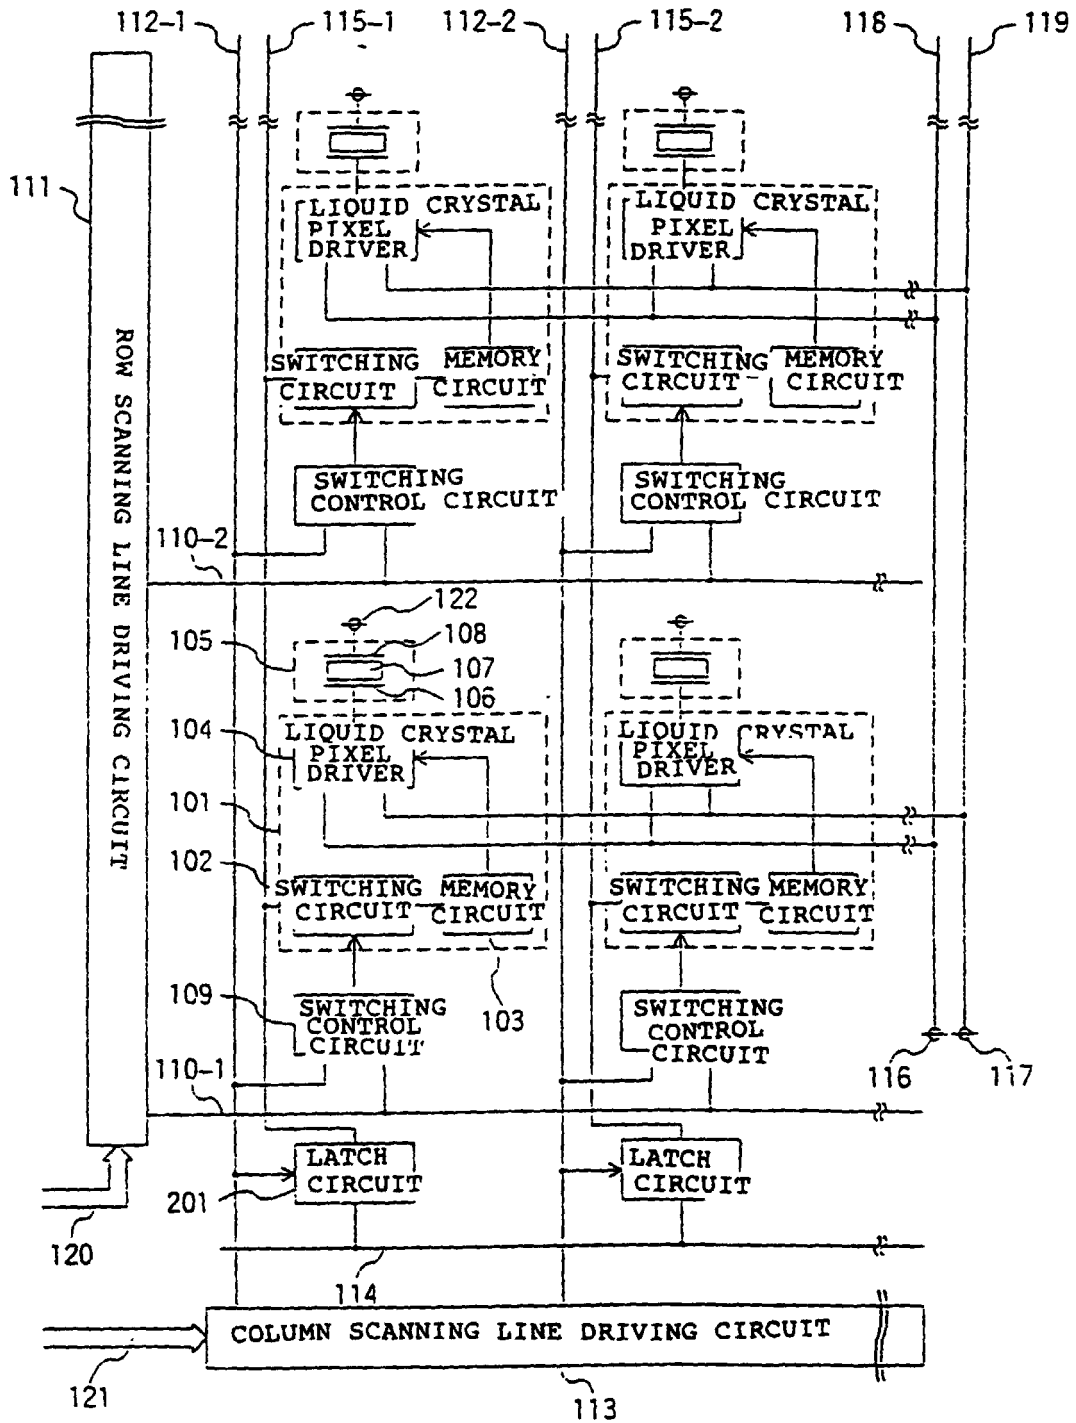 112-1
115-1
112-2
115-2
118
119
111
LIQUID CRYSTAL
PIXEL
DRIVER
LIQUID CRYSTAL
PIXEL
DRIVER
ROW SCANNING LINE DRIVING CIRCUIT
SWITCHING
CIRCUIT
MEMORY
CIRCUIT
SWITCHING
CIRCUIT
MEMORY
CIRCUIT
SWITCHING
CONTROL CIRCUIT
SWITCHING
CONTROL CIRCUIT
110-2
122
105
108
107
106
104
LIQUID CRYSTAL
PIXEL
DRIVER
LIQUID CRYSTAL
PIXEL
DRIVER
101
102
SWITCHING
CIRCUIT
MEMORY
CIRCUIT
SWITCHING
CIRCUIT
MEMORY
CIRCUIT
109
SWITCHING
CONTROL
CIRCUIT
103
SWITCHING
CONTROL
CIRCUIT
116
117
110-1
LATCH
CIRCUIT
201
LATCH
CIRCUIT
120
114
COLUMN SCANNING LINE DRIVING CIRCUIT
121
113